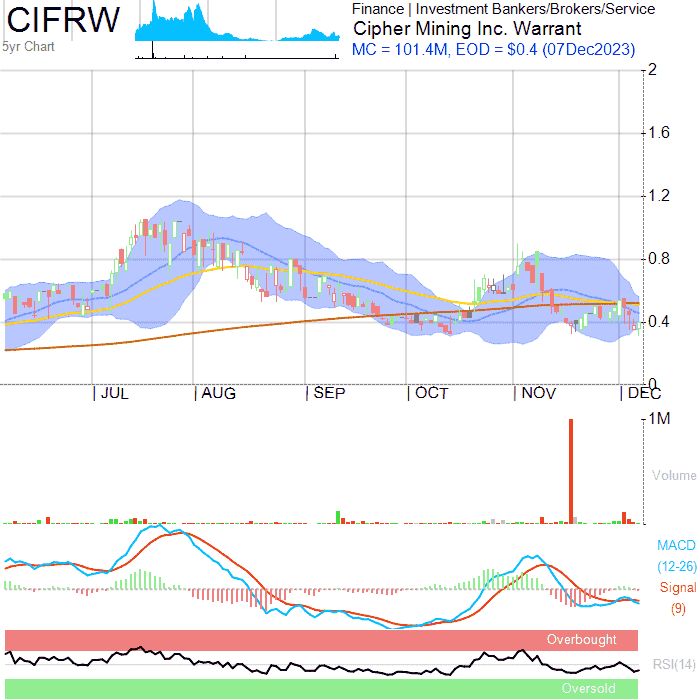 CIFRW
5yr Chart
Finance | Investment Bankers/Brokers/Service
Cipher Mining Inc. Warrant
MC = 101.4M, EOD = $0.4 (07Dec2023)
2
1.6
1.2
0.8
0.4
0
| JUL | AUG | SEP | OCT | NOV | DEC
1M
Volume
MACD
(12-26)
Signal
(9)
Overbought
RSI(14)
Oversold